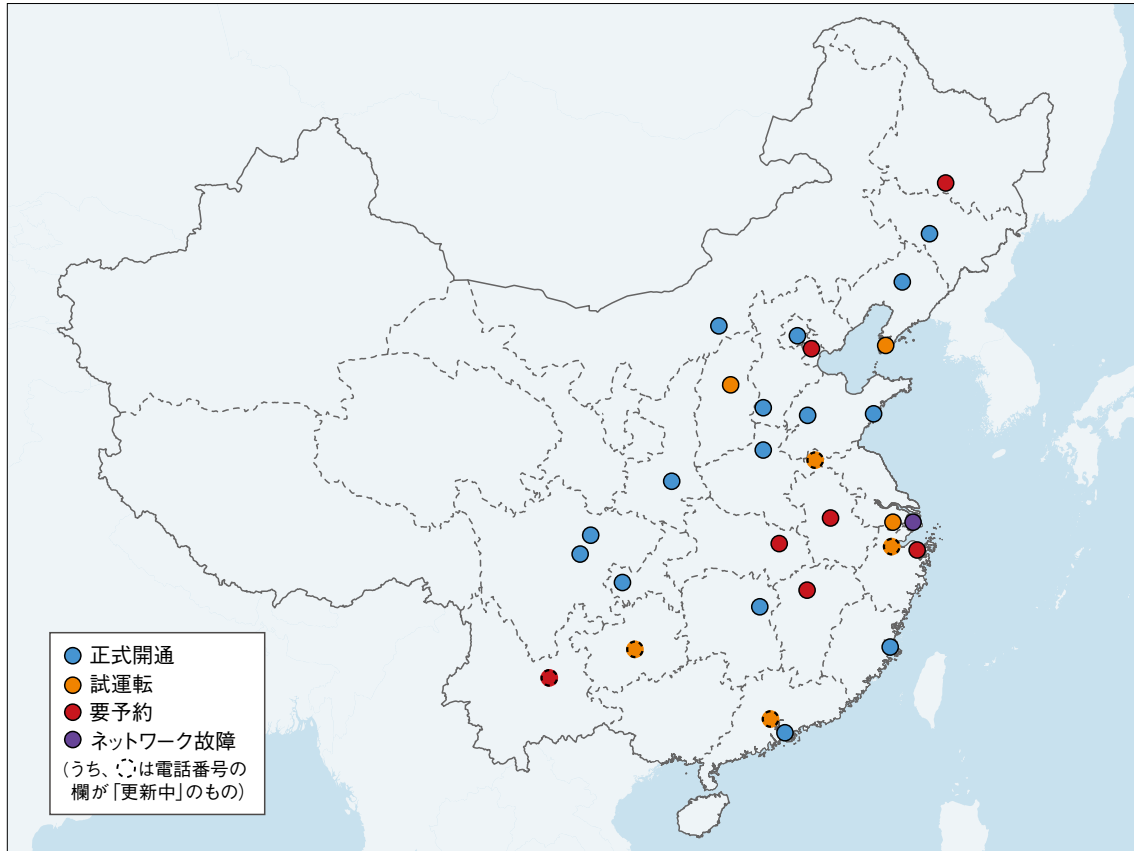 正式開通
試運転
要予約
ネットワーク故障
(うち、 は電話番号の
欄が「更新中」のもの)